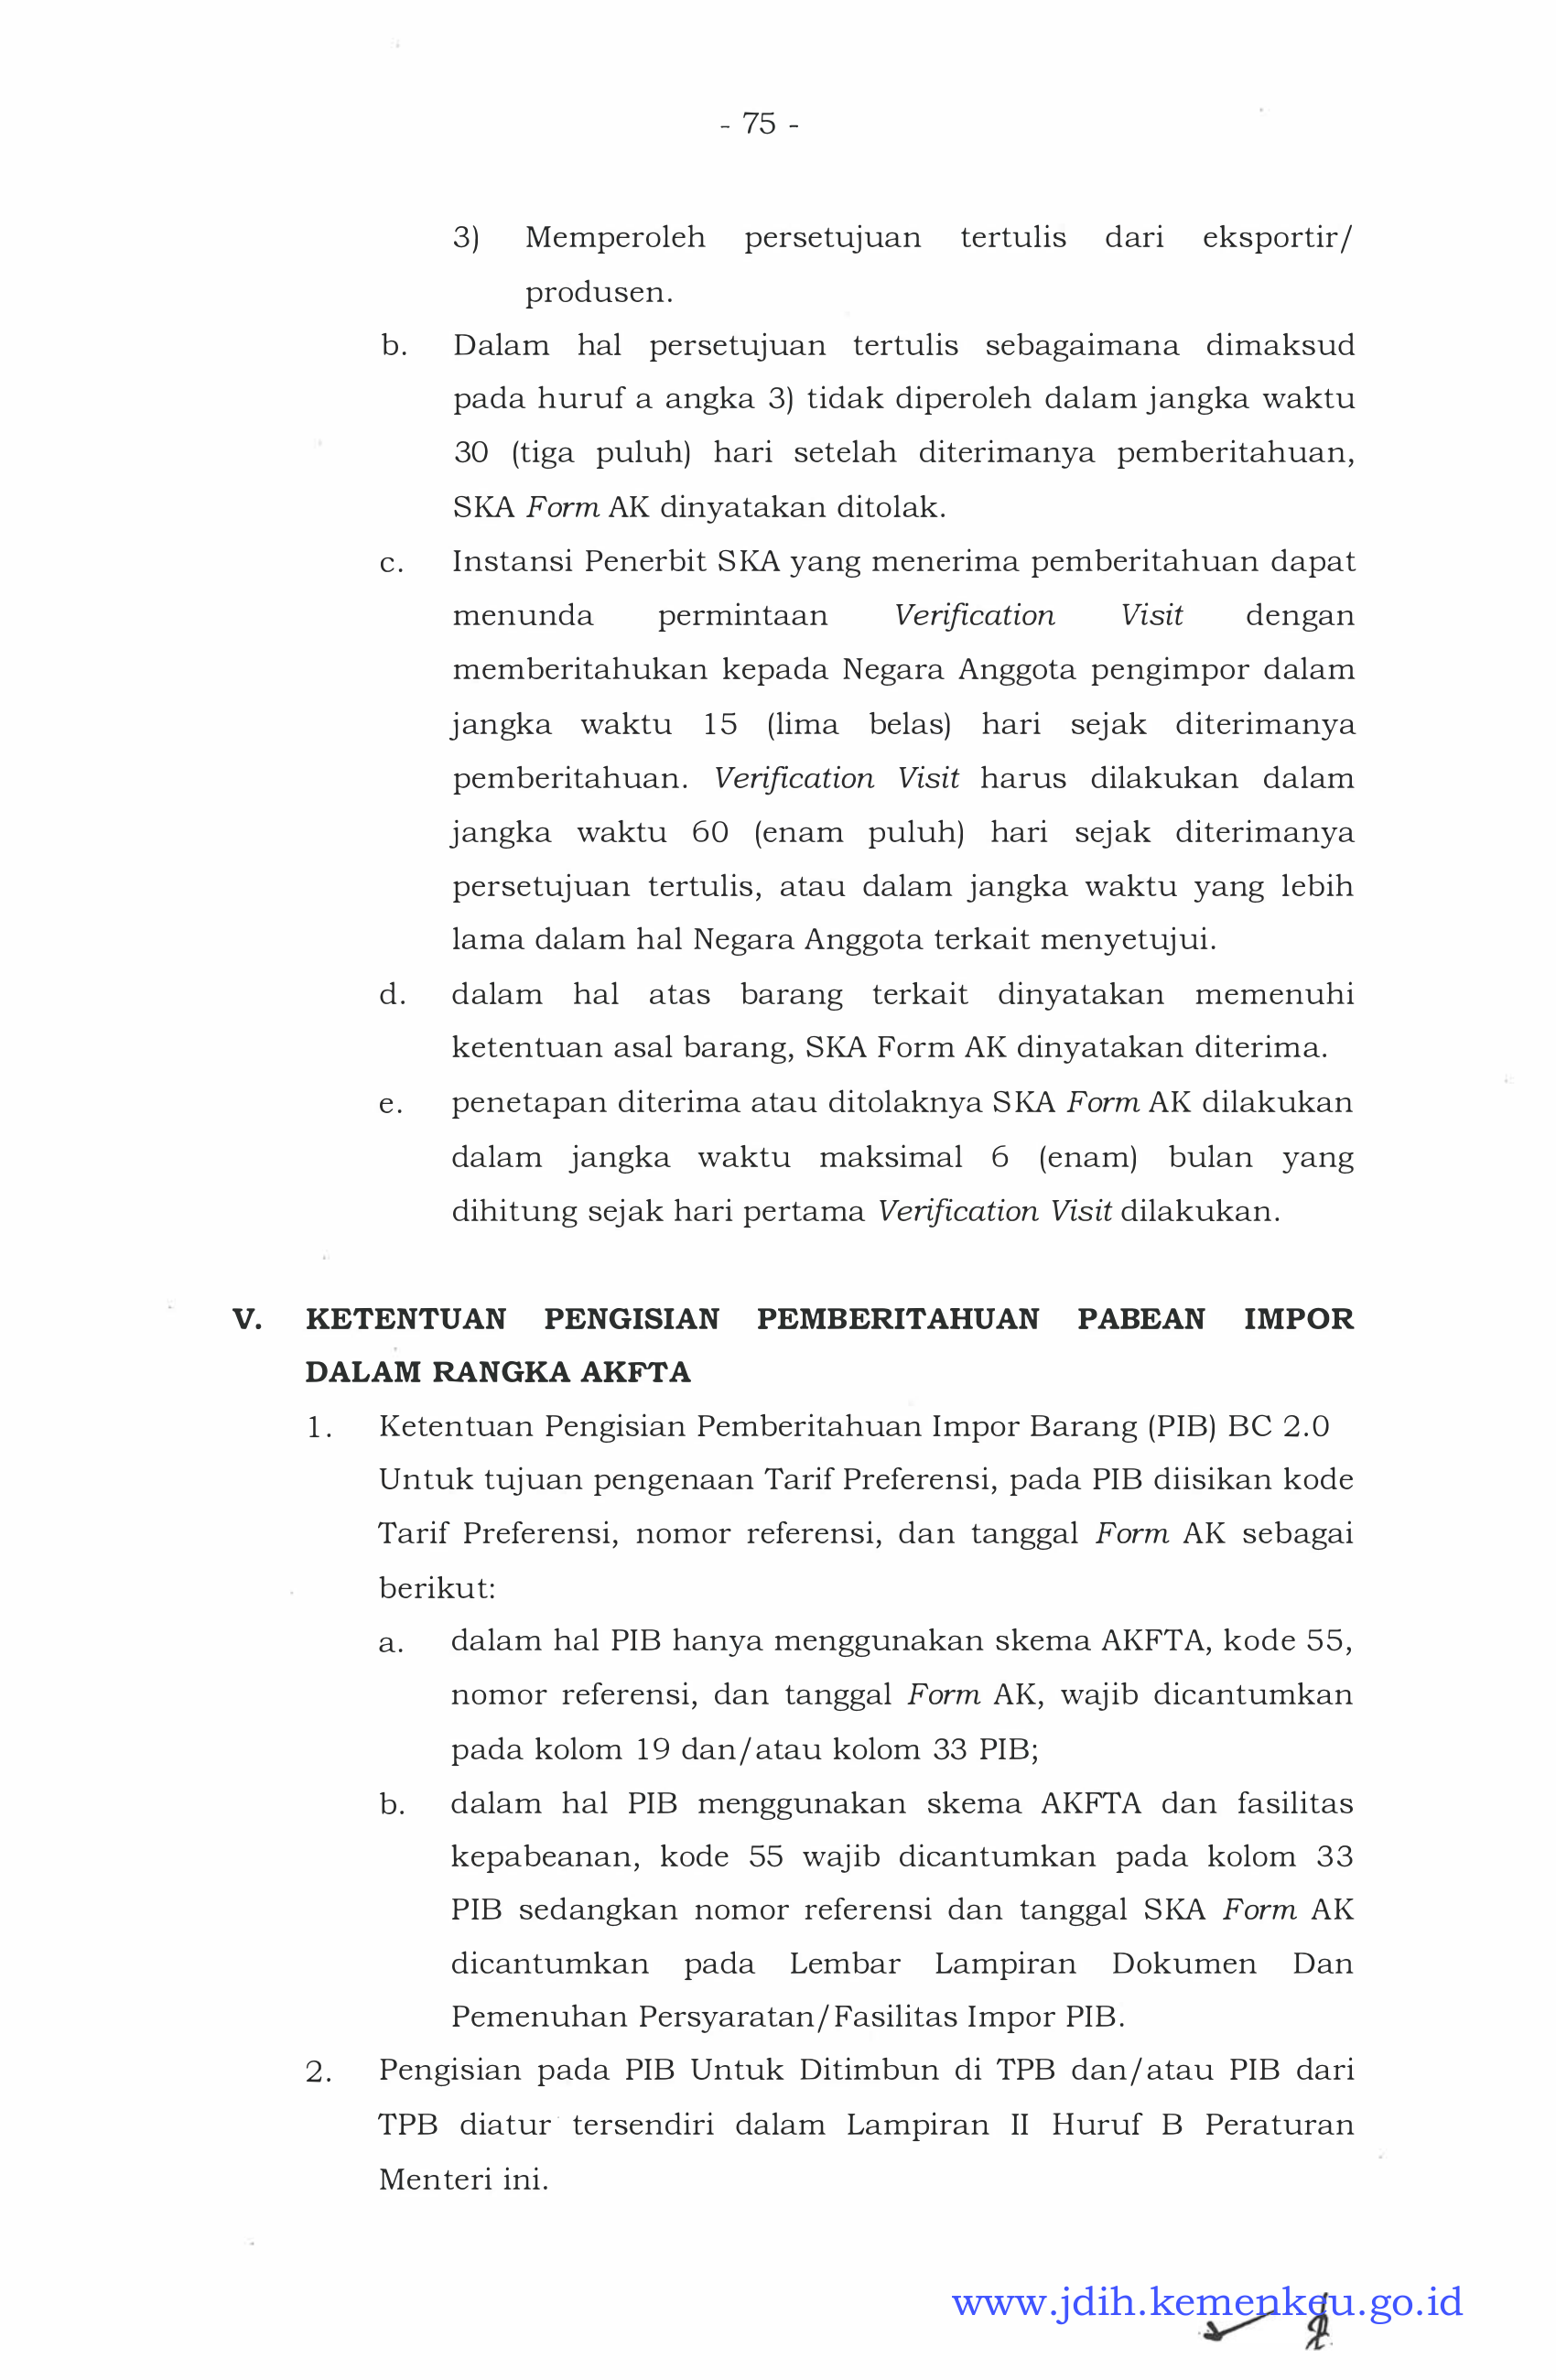 - 75 -
3) Memperoleh persetujuan tertulis dari eksportir/
produsen.
b. Dalam hal persetujuan tertulis sebagaimana dimaksud
pada huruf a angka 3) tidak diperoleh dalam jangka waktu
30 (tiga puluh) hari setelah diterimanya pemberitahuan,
SKA Form AK dinyatakan ditolak.
c. Instansi Penerbit SKA yang menerima pemberitahuan dapat
menunda permintaan Verification Visit dengan
memberitahukan kepada Negara Anggota pengimpor dalam
jangka waktu 15 (lima belas) hari sejak diterimanya
pemberitahuan. Verification Visit harus dilakukan dalam
jangka waktu 60 (enam puluh) hari sejak diterimanya
persetujuan tertulis, atau dalam jangka waktu yang lebih
lama dalam hal Negara Anggota terkait menyetujui.
d. dalam hal atas barang terkait dinyatakan memenuhi
ketentuan asal barang, SKA Form AK dinyatakan diterima.
e. penetapan diterima atau ditolaknya SKA Form AK dilakukan
dalam jangka waktu maksimal 6 (enam) bulan yang
dihitung sejak hari pertama Verification Visit dilakukan.
V. KETENTUAN PENGISIAN PEMBERITAHUAN PABEAN IMPOR
DALAM RANGKA AKFTA
1. Ketentuan Pengisian Pemberitahuan Impor Barang (PIB) BC 2.0
Untuk tujuan pengenaan Tarif Preferensi, pada PIB diisikan kode
Tarif Preferensi, nomor referensi, dan tanggal Form AK sebagai
berikut:
a. dalam hal PIB hanya menggunakan skema AKFTA, kode 55,
nomor referensi, dan tanggal Form AK, wajib dicantumkan
pada kolom 19 dan/atau kolom 33 PIB;
b. dalam hal PIB menggunakan skema AKFTA dan fasilitas
kepabeanan, kode 55 wajib dicantumkan pada kolom 33
PIB sedangkan nomor referensi dan tanggal SKA Form AK
dicantumkan pada Lembar Lampiran Dokumen Dan
Pemenuhan Persyaratan/Fasilitas Impor PIB.
2. Pengisian pada PIB Untuk Ditimbun di TPB dan/atau PIB dari
TPB diatur tersendiri dalam Lampiran II Huruf B Peraturan
Menteri ini.
www.jdih.kemenkeu.go.id